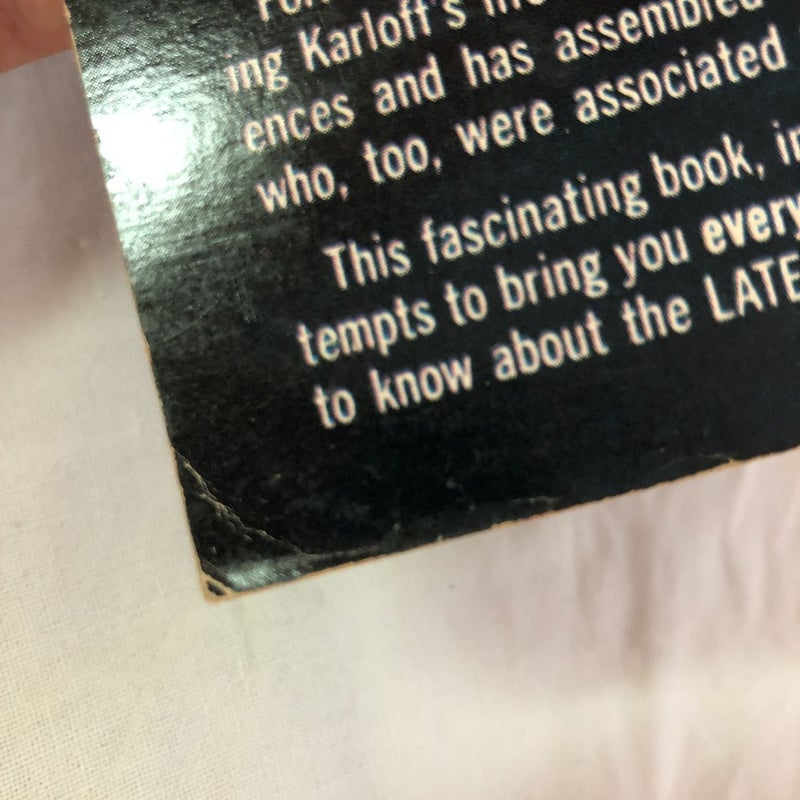 ing Karloff's
ences and has assembled
who, too, were associated
This fascinating book,
tempts to bring you every
to know about the LATE